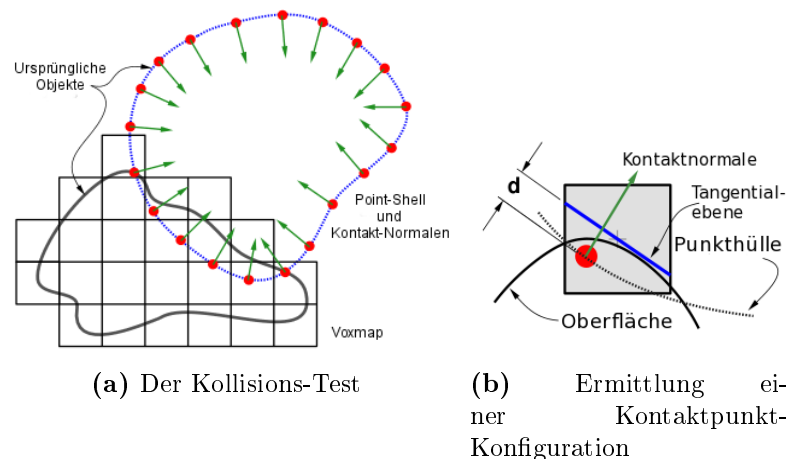 Ursprüngliche
Objekte
Point-Shell
und
Kontakt-Normalen
Voxmap
(a) Der Kollisions-Test
Kontaktnormale
d
Tangential-
ebene
Punkthülle
Oberfläche
(b) Ermittlung ei-
ner Kontaktpunkt-
Konfiguration